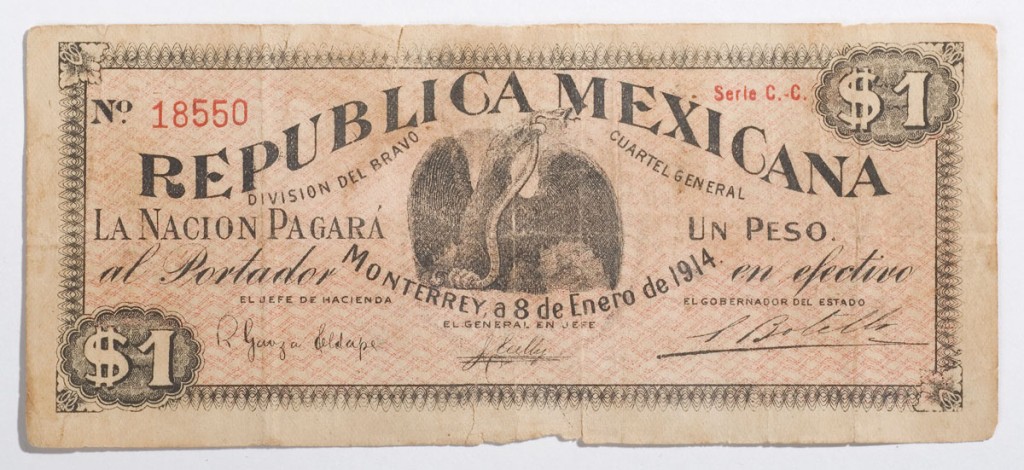 Nº 18550
Serie C.-C.
$1
REPUBLICA MEXICANA
DIVISION DEL BRAVO
CUARTEL GENERAL
LA NACION PAGARÁ
UN PESO.
al Portador
en efectivo
MONTERREY, a 8 de Enero de 1914.
EL JEFE DE HACIENDA
EL GENERAL EN JEFE
EL GOBERNADOR DEL ESTADO
R Garza Aldape
$1